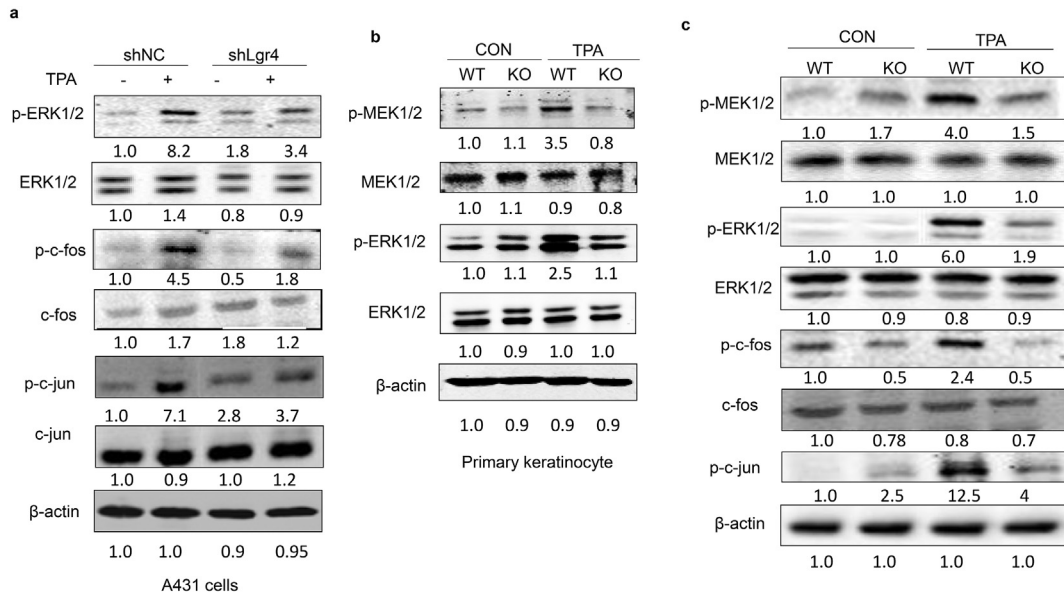 a
shNC shLgr4
TPA - + - +
p-ERK1/2
1.0 8.2 1.8 3.4
ERK1/2
1.0 1.4 0.8 0.9
p-c-fos
1.0 4.5 0.5 1.8
c-fos
1.0 1.7 1.8 1.2
p-c-jun
1.0 7.1 2.8 3.7
c-jun
1.0 0.9 1.0 1.2
β-actin
1.0 1.0 0.9 0.95
A431 cells
b
CON TPA
WT KO WT KO
p-MEK1/2
1.0 1.1 3.5 0.8
MEK1/2
1.0 1.1 0.9 0.8
p-ERK1/2
1.0 1.1 2.5 1.1
ERK1/2
1.0 0.9 1.0 1.0
β-actin
1.0 0.9 0.9 0.9
Primary keratinocyte
c
CON TPA
WT KO WT KO
p-MEK1/2
1.0 1.7 4.0 1.5
MEK1/2
1.0 1.0 1.0 1.0
p-ERK1/2
1.0 1.0 6.0 1.9
ERK1/2
1.0 0.9 0.8 0.9
p-c-fos
1.0 0.5 2.4 0.5
c-fos
1.0 0.78 0.8 0.7
p-c-jun
1.0 2.5 12.5 4
β-actin
1.0 1.0 1.0 1.0